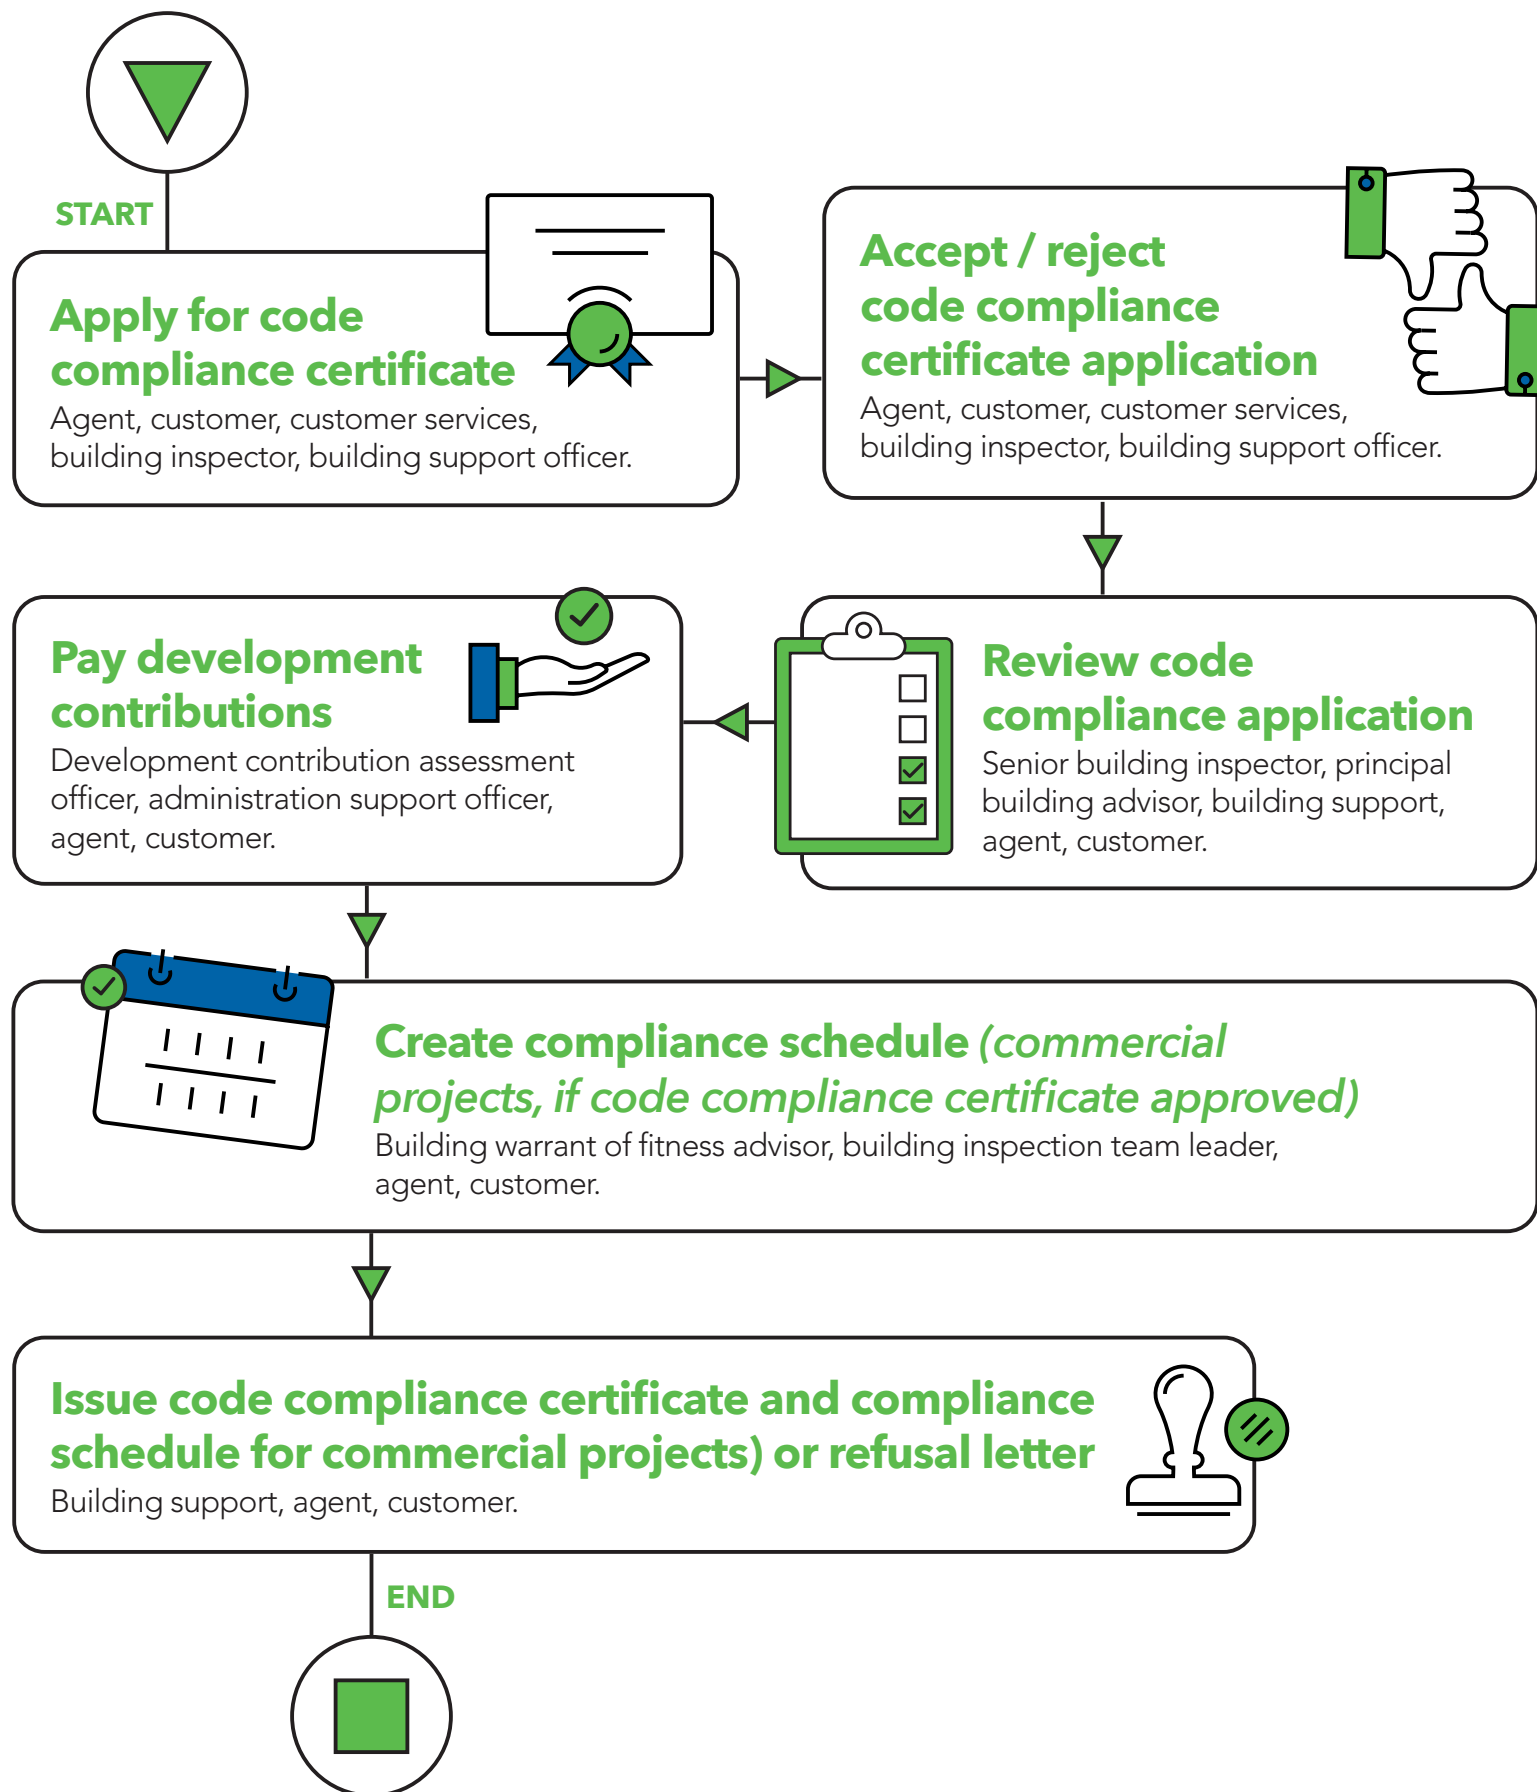 START
Apply for code
compliance certificate
Agent, customer, customer services,
building inspector, building support officer.
Accept / reject
code compliance
certificate application
Agent, customer, customer services,
building inspector, building support officer.
Review code
compliance application
Senior building inspector, principal
building advisor, building support,
agent, customer.
Pay development
contributions
Development contribution assessment
officer, administration support officer,
agent, customer.
Create compliance schedule (commercial
projects, if code compliance certificate approved)
Building warrant of fitness advisor, building inspection team leader,
agent, customer.
Issue code compliance certificate and compliance
schedule for commercial projects) or refusal letter
Building support, agent, customer.
END